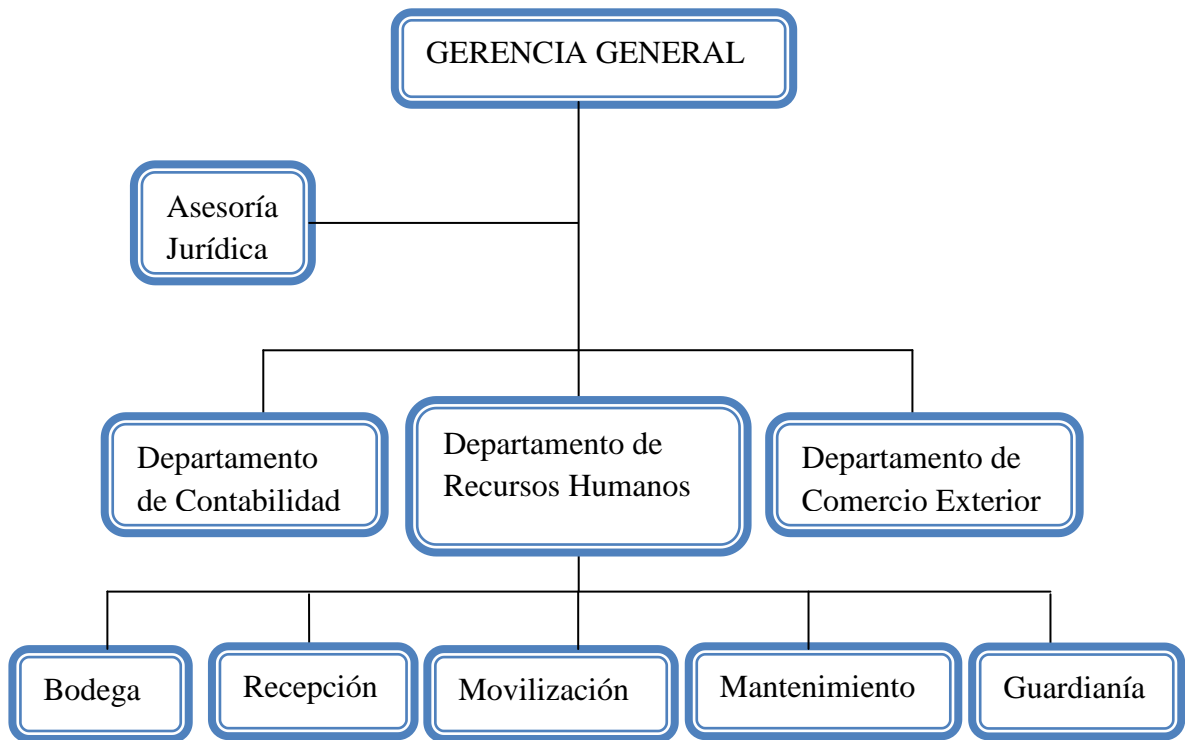 GERENCIA GENERAL
Asesoría
Jurídica
Departamento
de Contabilidad
Departamento de
Recursos Humanos
Departamento de
Comercio Exterior
Bodega
Recepción
Movilización
Mantenimiento
Guardianía